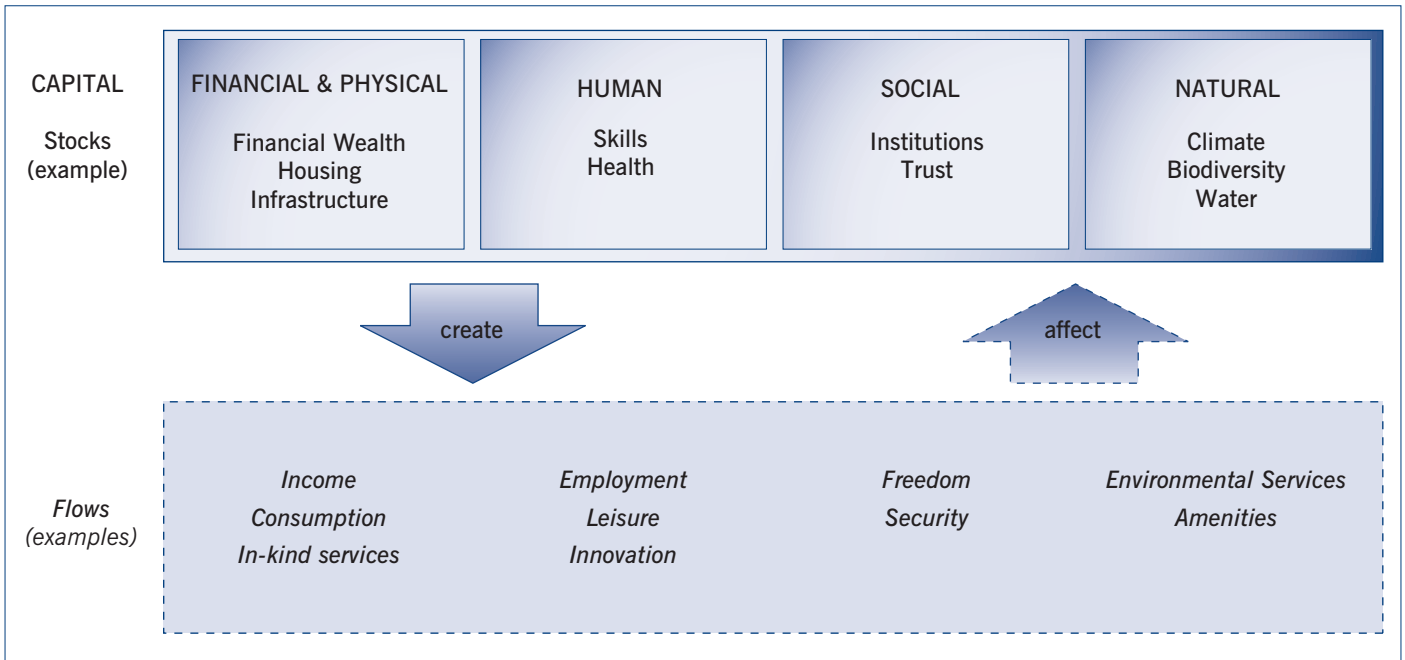 CAPITAL
Stocks
(example)
FINANCIAL & PHYSICAL
Financial Wealth
Housing
Infrastructure
HUMAN
Skills
Health
SOCIAL
Institutions
Trust
NATURAL
Climate
Biodiversity
Water
create
affect
Flows
(examples)
Income
Consumption
In-kind services
Employment
Leisure
Innovation
Freedom
Security
Environmental Services
Amenities